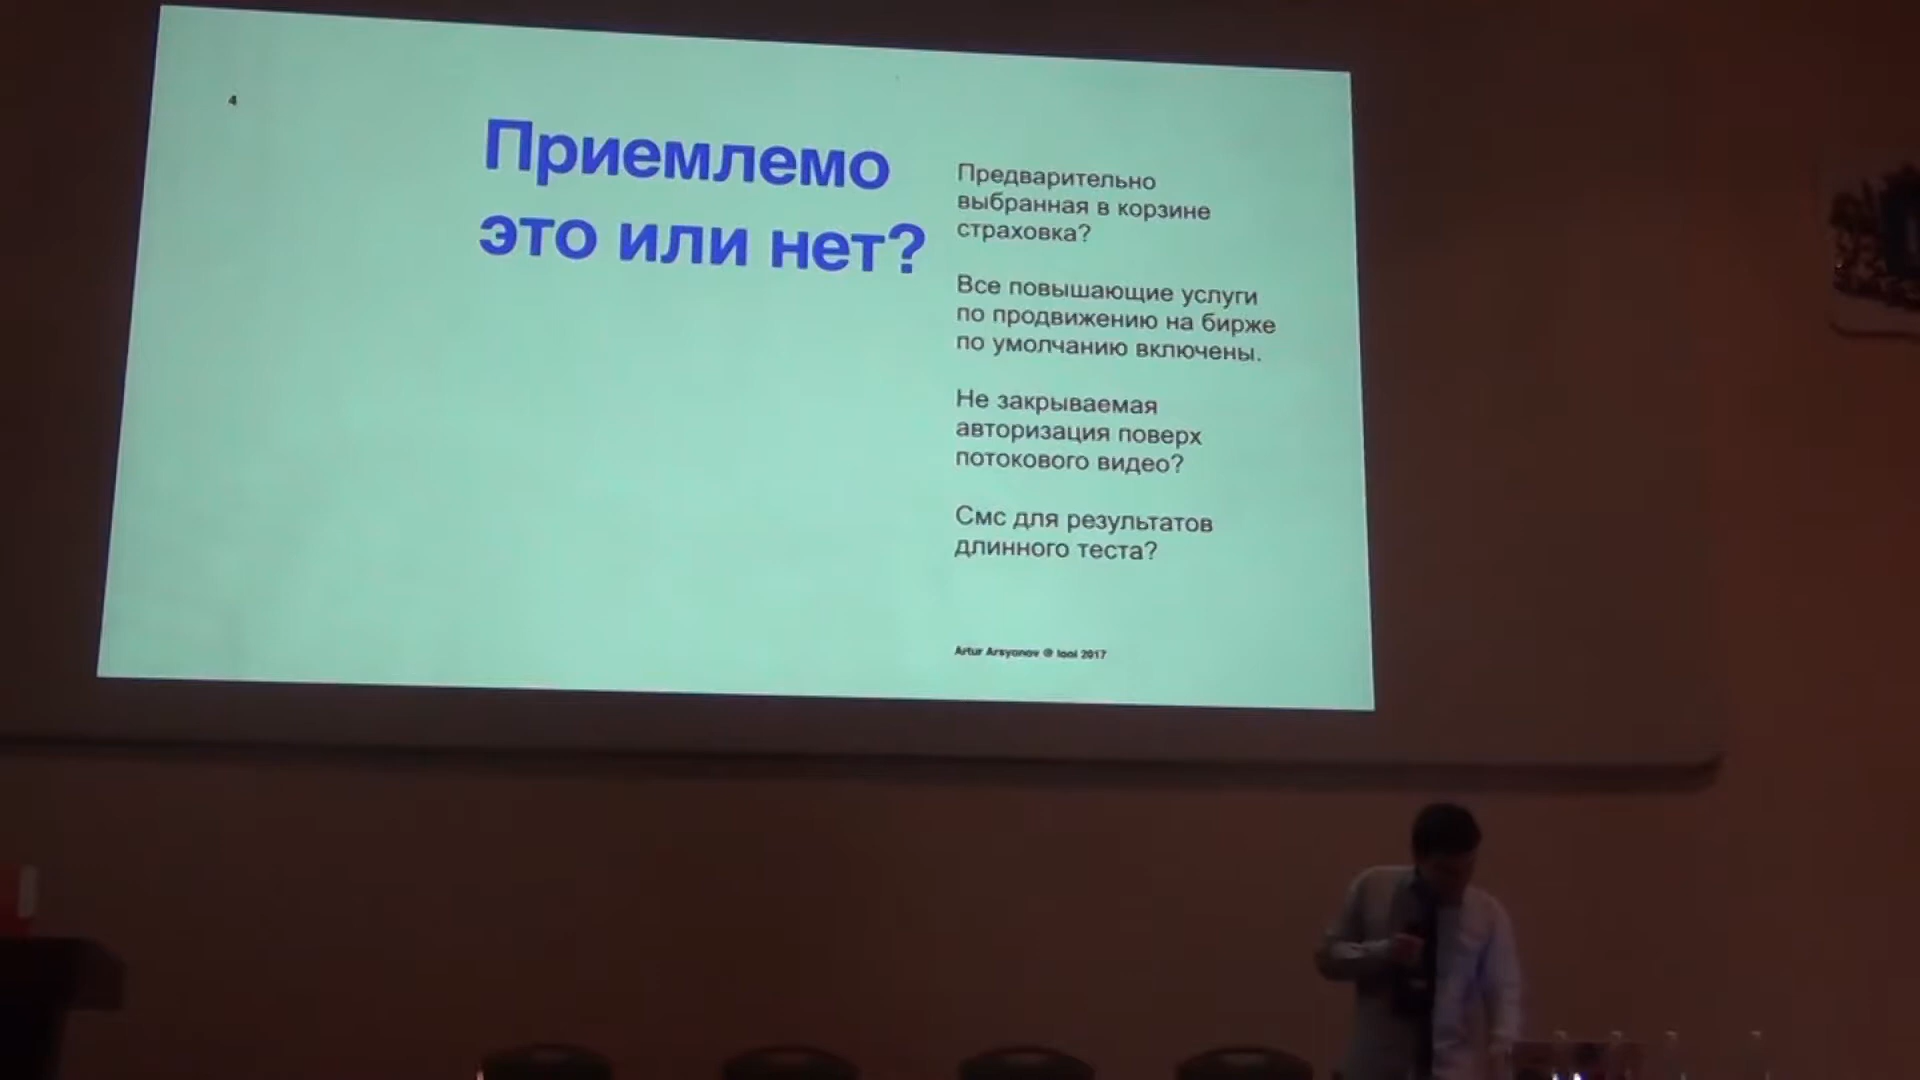 4
Приемлемо
это или нет?
Предварительно
выбранная в корзине
страховка?
Все повышающие услуги
по продвижению на бирже
по умолчанию включены.
Не закрываемая
авторизация поверх
потокового видео?
Смс для результатов
длинного теста?
Artur Arsyonov @ 2017